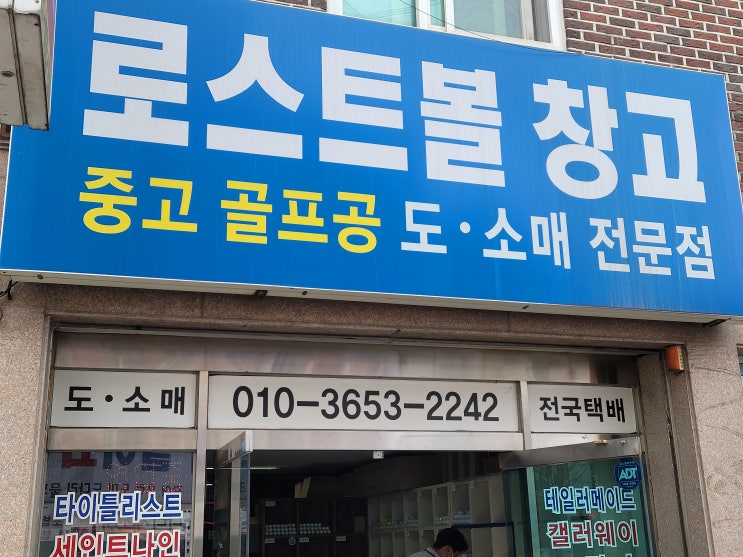 로스트볼 창고
중고 골프공 도·소매 전문점
도·소매
010-3653-2242
전국택배
ADT
타이틀리스트
세인트나인
테일러메이드
캘러웨이